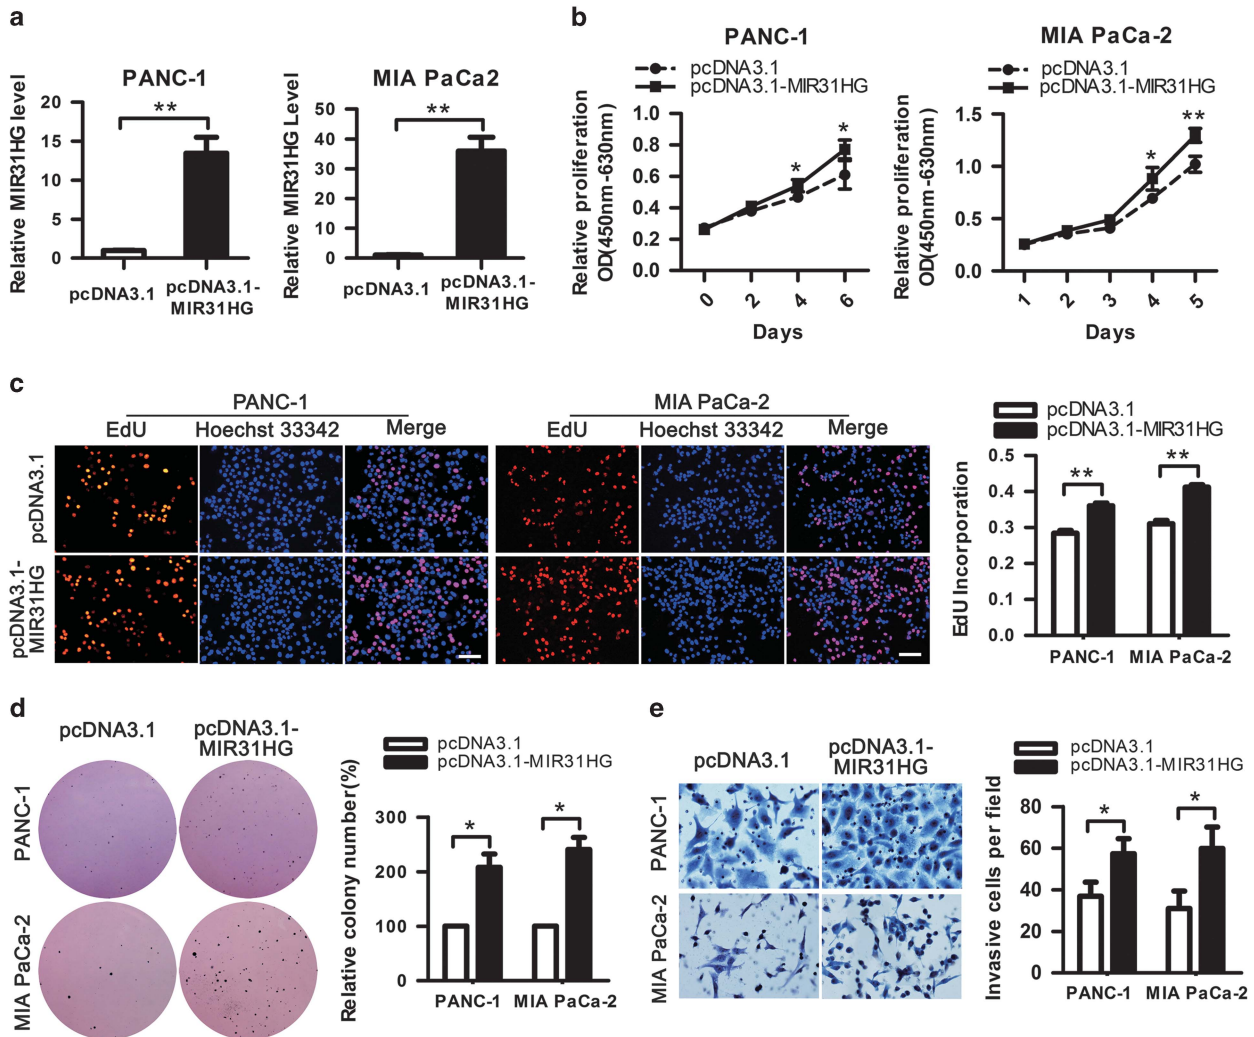 a
PANC-1
Relative MIR31HG level
20
15
10
5
0
**
pcDNA3.1
pcDNA3.1-
MIR31HG
MIA PaCa2
Relative MIR31HG Level
50
40
30
20
10
0
**
pcDNA3.1
pcDNA3.1-
MIR31HG
b
PANC-1
pcDNA3.1
pcDNA3.1-MIR31HG
Relative proliferation
OD(450nm-630nm)
1.0
0.8
0.6
0.4
0.2
0.0
*
*
0 2 4 6
Days
MIA PaCa-2
pcDNA3.1
pcDNA3.1-MIR31HG
Relative proliferation
OD(450nm-630nm)
1.5
1.0
0.5
0.0
*
**
1 2 3 4 5
Days
c
PANC-1
EdU Hoechst 33342 Merge
MIA PaCa-2
EdU Hoechst 33342 Merge
pcDNA3.1
pcDNA3.1-
MIR31HG
pcDNA3.1
pcDNA3.1-MIR31HG
EdU Incorporation
0.5
0.4
0.3
0.2
0.1
0.0
**
**
PANC-1 MIA PaCa-2
d
pcDNA3.1
pcDNA3.1-
MIR31HG
PANC-1
MIA PaCa-2
pcDNA3.1
pcDNA3.1-MIR31HG
Relative colony number(%)
300
200
100
0
*
*
PANC-1 MIA PaCa-2
e
pcDNA3.1
pcDNA3.1-
MIR31HG
PANC-1
MIA PaCa-2
pcDNA3.1
pcDNA3.1-MIR31HG
Invasive cells per field
80
60
40
20
0
*
*
PANC-1 MIA PaCa-2